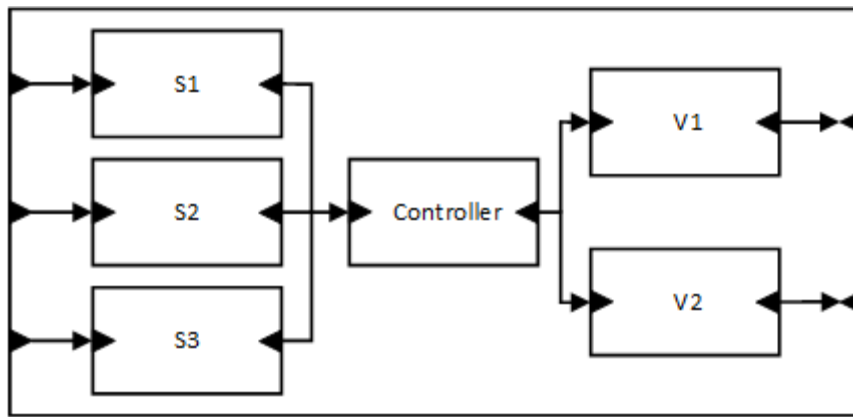 S1
S2
S3
Controller
V1
V2